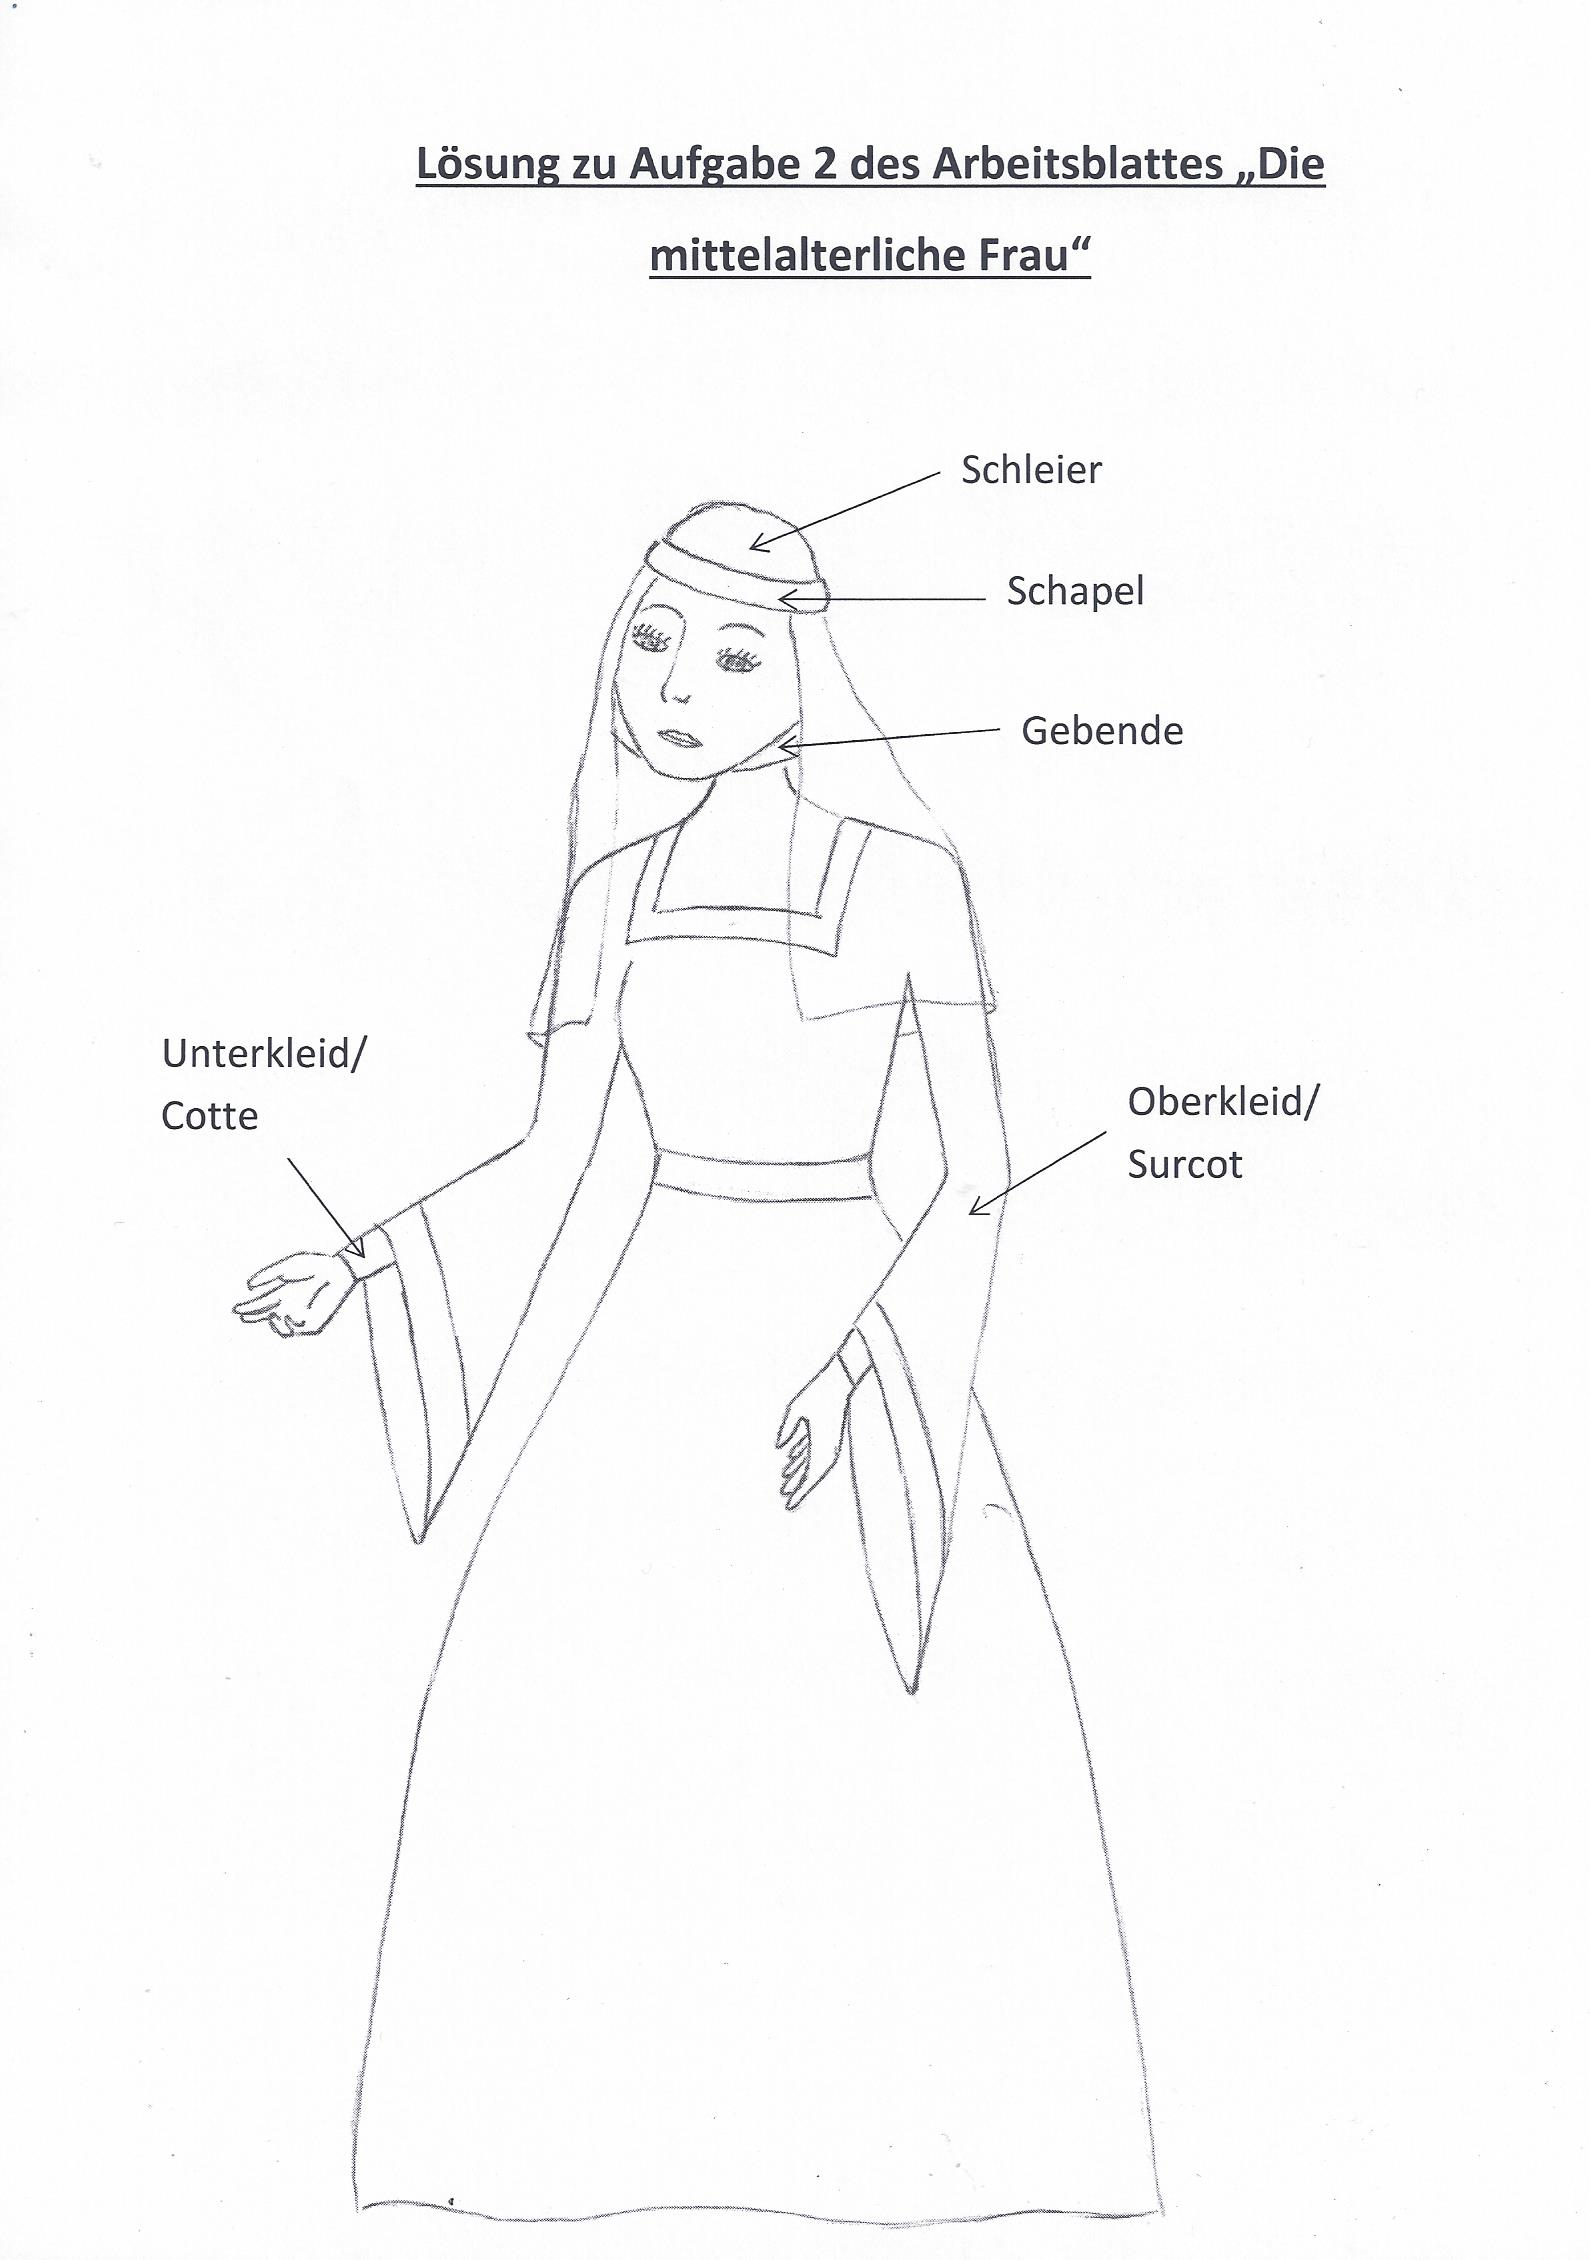 Lösung zu Aufgabe 2 des Arbeitsblattes „Die
mittelalterliche Frau“
Schleier
Schapel
Gebende
Unterkleid/
Cotte
Oberkleid/
Surcot